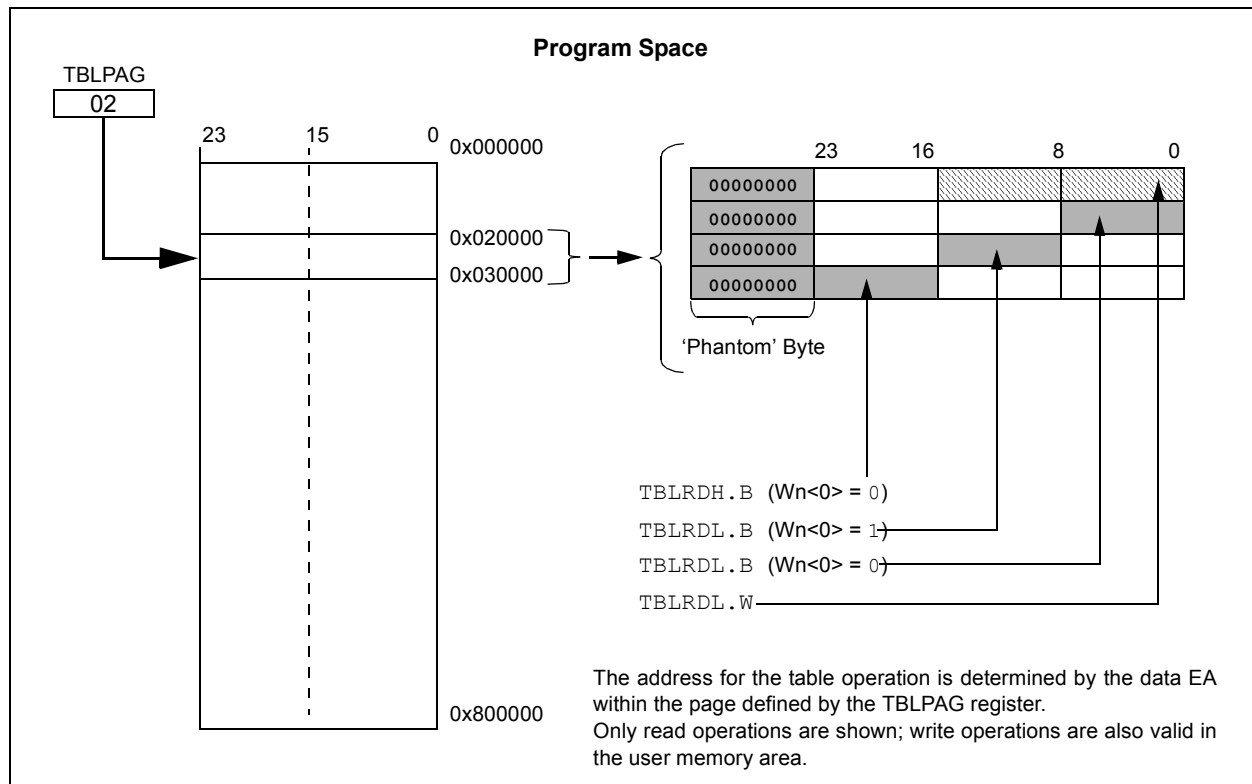 Program Space
TBLPAG
02
23 15 0
0x000000
0x020000
0x030000
0x800000
23 16 8 0
00000000
00000000
00000000
00000000
‘Phantom’ Byte
TBLRDH.B (Wn<0> = 0)
TBLRDL.B (Wn<0> = 1)
TBLRDL.B (Wn<0> = 0)
TBLRDL.W
The address for the table operation is determined by the data EA
within the page defined by the TBLPAG register.
Only read operations are shown; write operations are also valid in
the user memory area.